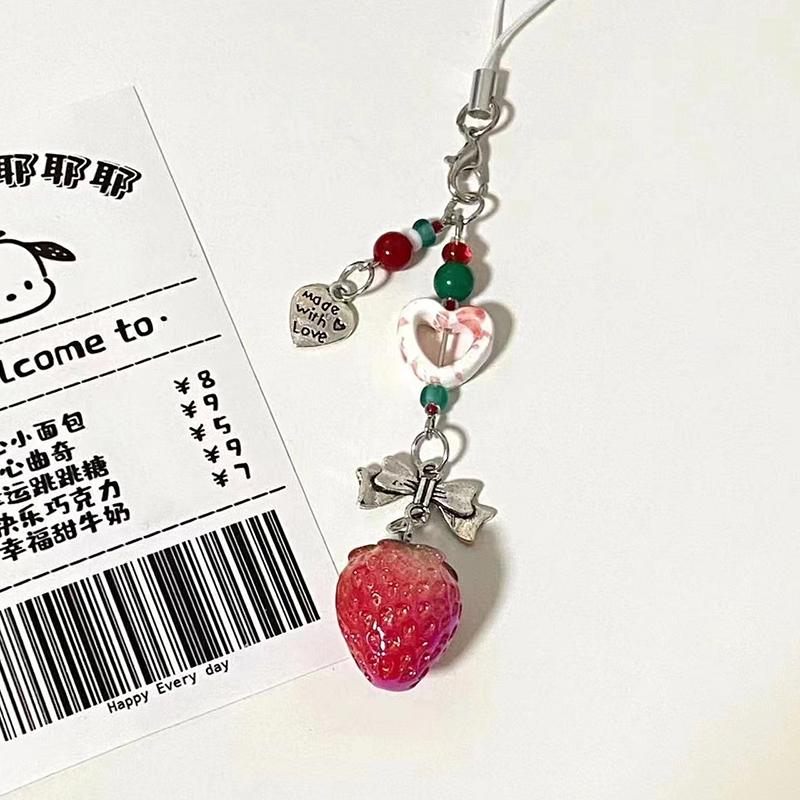 耶耶耶
lcome to.
小面包 ¥8
心曲奇 ¥9
运跳跳糖 ¥5
快乐巧克力 ¥9
幸福甜牛奶 ¥7
Happy Every day
made
with
Love